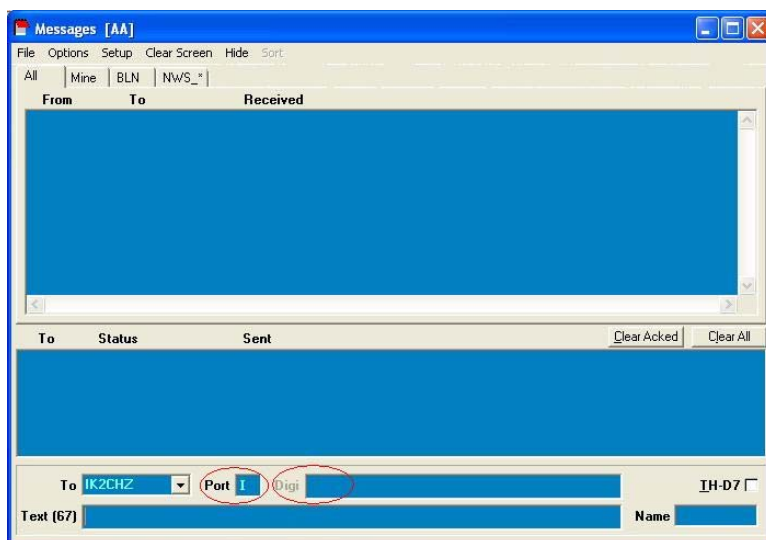 Messages [AA]
File Options Setup Clear Screen Hide Sort
All Mine BLN NWS_*
From To Received
To Status Sent Clear Acked Clear All
To IK2CHZ Port I Digi TH-D7
Text (67) Name